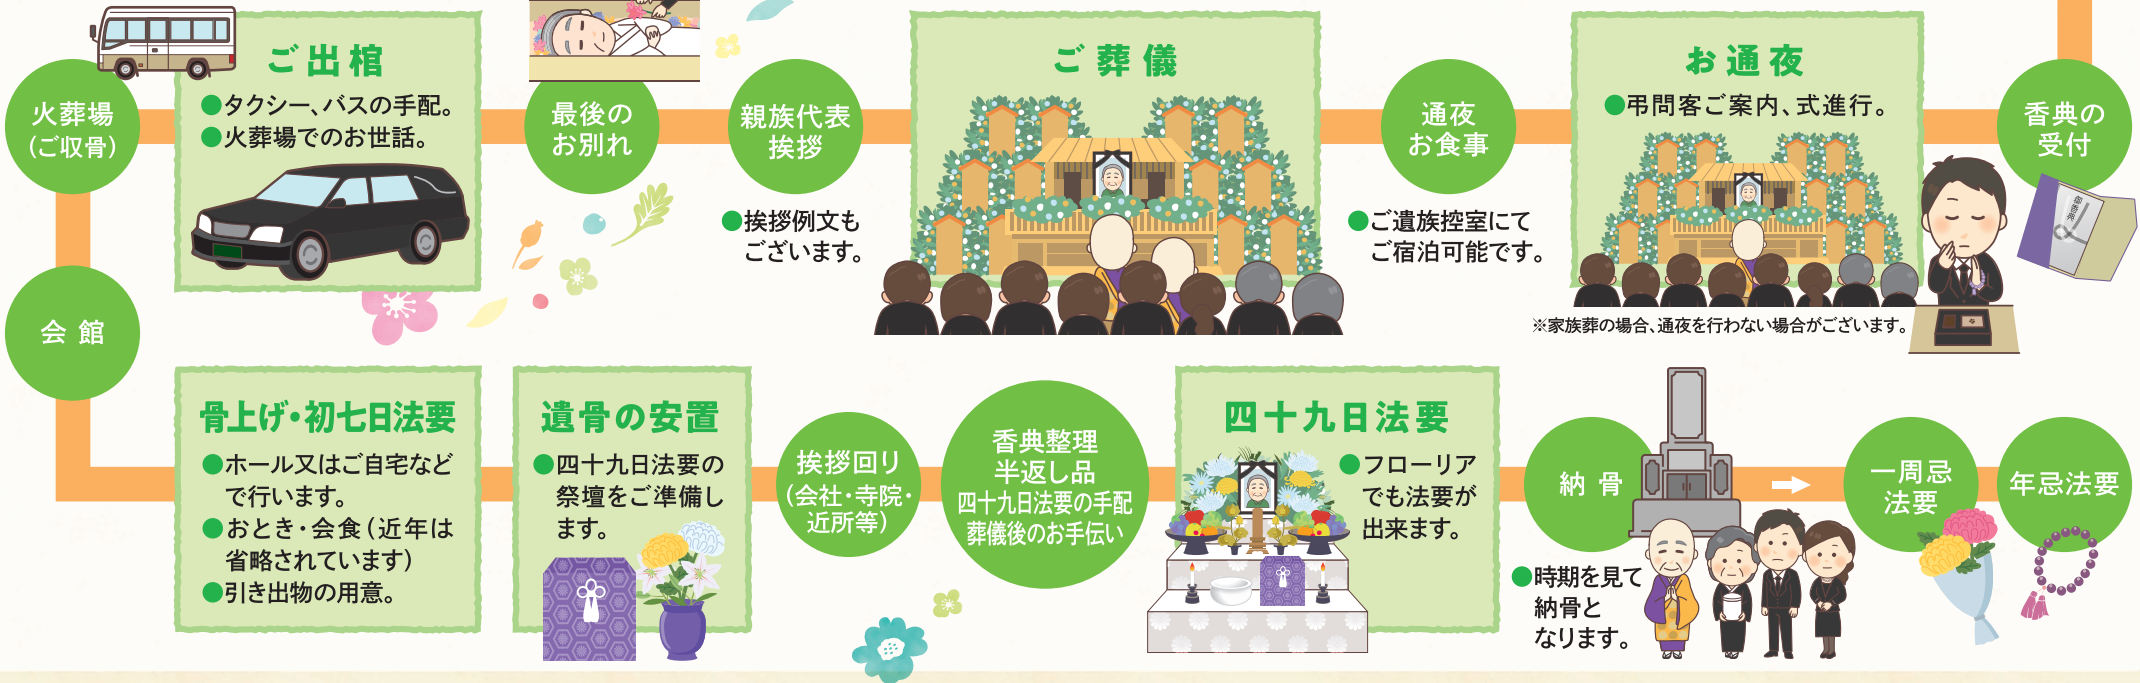 香典の
受付
御香典
お通夜
●弔問客ご案内、式進行。
※家族葬の場合、通夜を行わない場合がございます。
通夜
お食事
●ご遺族控室にて
ご宿泊可能です。
ご葬儀
親族代表
挨拶
●挨拶例文も
ございます。
最後の
お別れ
ご出棺
●タクシー、バスの手配。
●火葬場でのお世話。
火葬場
（ご収骨）
会館
骨上げ・初七日法要
●ホール又はご自宅など
で行います。
●おとき・会食（近年は
省略されています）
●引き出物の用意。
遺骨の安置
●四十九日法要の
祭壇をご準備し
ます。
挨拶回り
（会社・寺院・
近所等）
香典整理
半返し品
四十九日法要の手配
葬儀後のお手伝い
四十九日法要
●フローリア
でも法要が
出来ます。
納骨
●時期を見て
納骨と
なります。
一周忌
法要
年忌法要